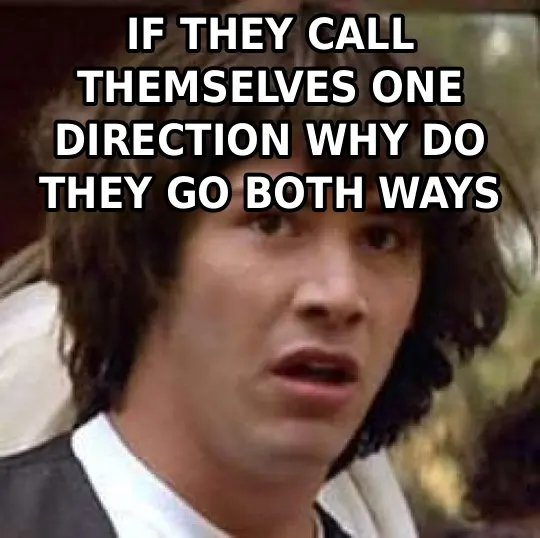 IF THEY CALL
THEMSELVES ONE
DIRECTION WHY DO
THEY GO BOTH WAYS